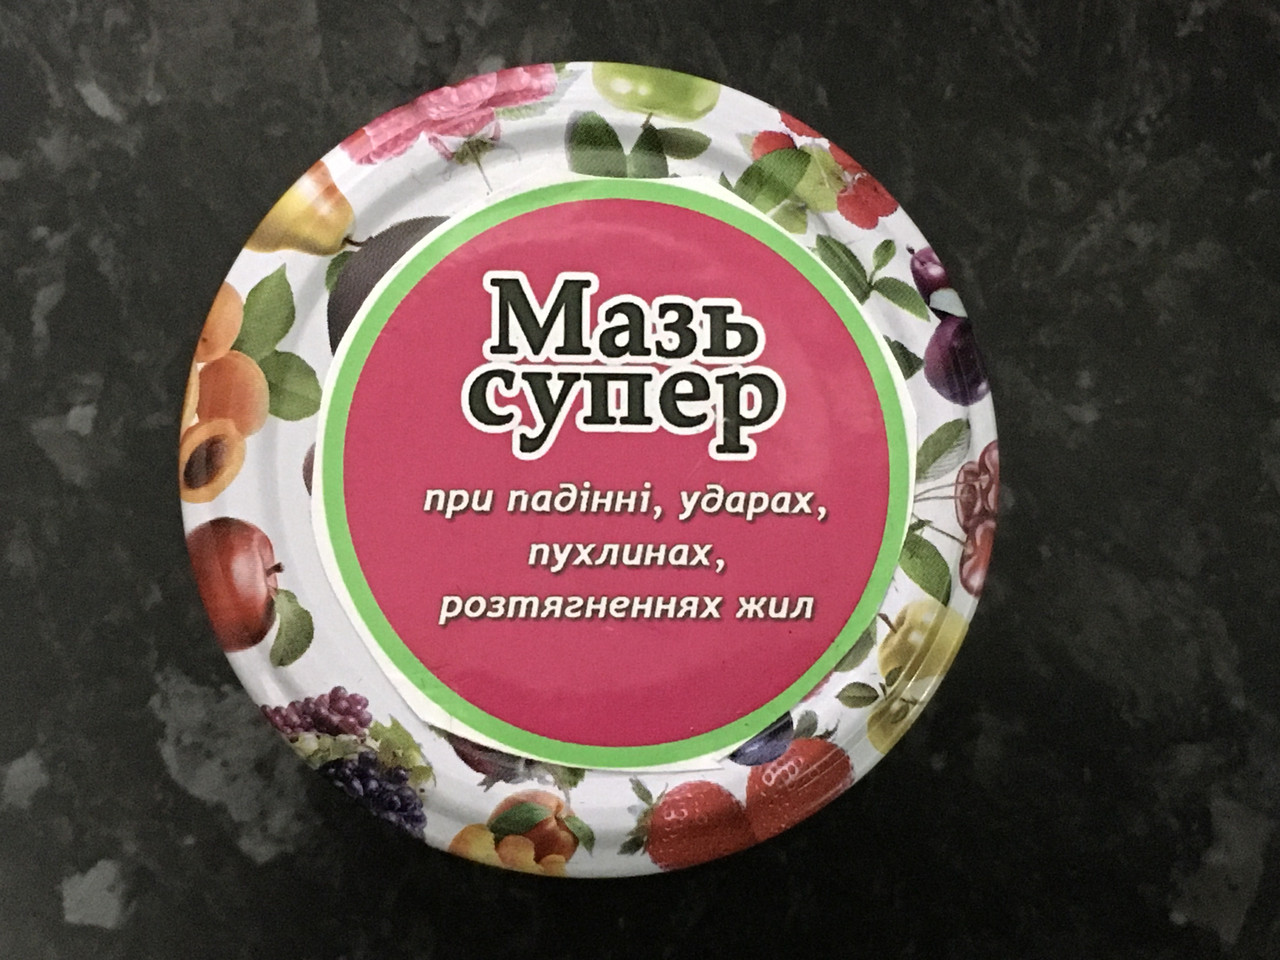 Мазь
супер
при падінні, ударах,
пухлинах,
розтягненнях жил